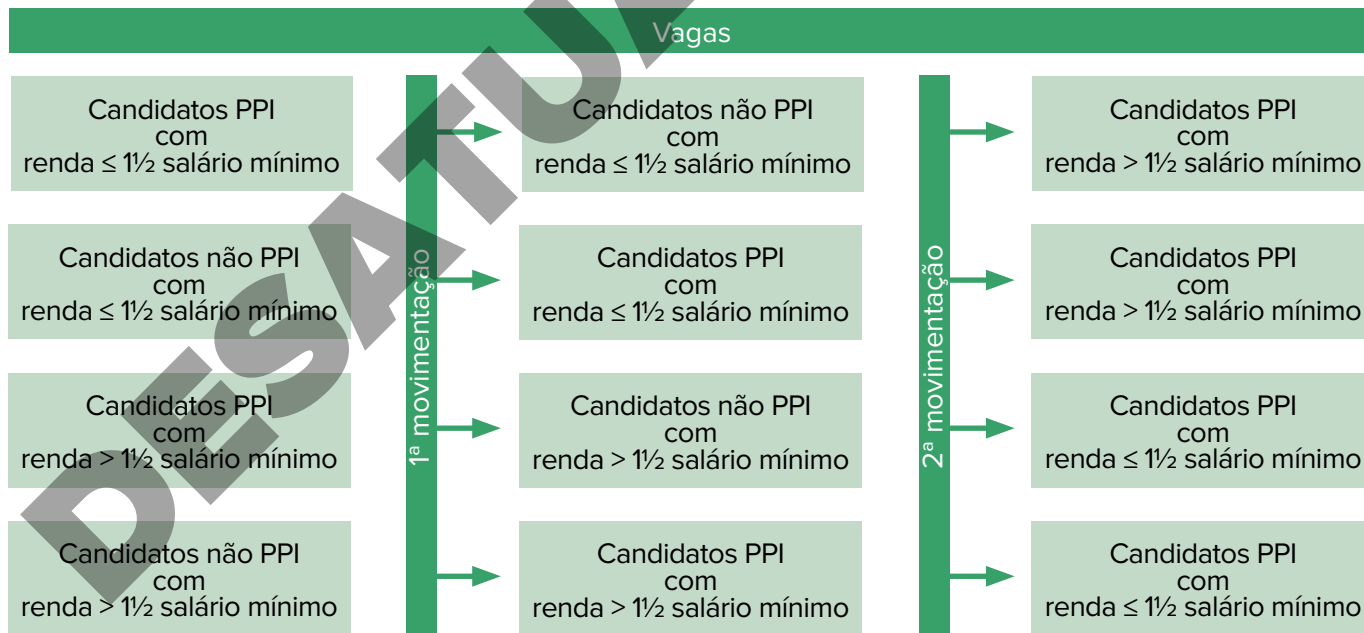 Vagas
Candidatos PPI
com
renda ≤ 1½ salário mínimo
Candidatos não PPI
com
renda ≤ 1½ salário mínimo
Candidatos PPI
com
renda > 1½ salário mínimo
Candidatos não PPI
com
renda > 1½ salário mínimo
1ª movimentação
Candidatos não PPI
com
renda ≤ 1½ salário mínimo
Candidatos PPI
com
renda ≤ 1½ salário mínimo
Candidatos não PPI
com
renda > 1½ salário mínimo
Candidatos PPI
com
renda > 1½ salário mínimo
2ª movimentação
Candidatos PPI
com
renda > 1½ salário mínimo
Candidatos PPI
com
renda > 1½ salário mínimo
Candidatos PPI
com
renda ≤ 1½ salário mínimo
Candidatos PPI
com
renda ≤ 1½ salário mínimo
DESATUA